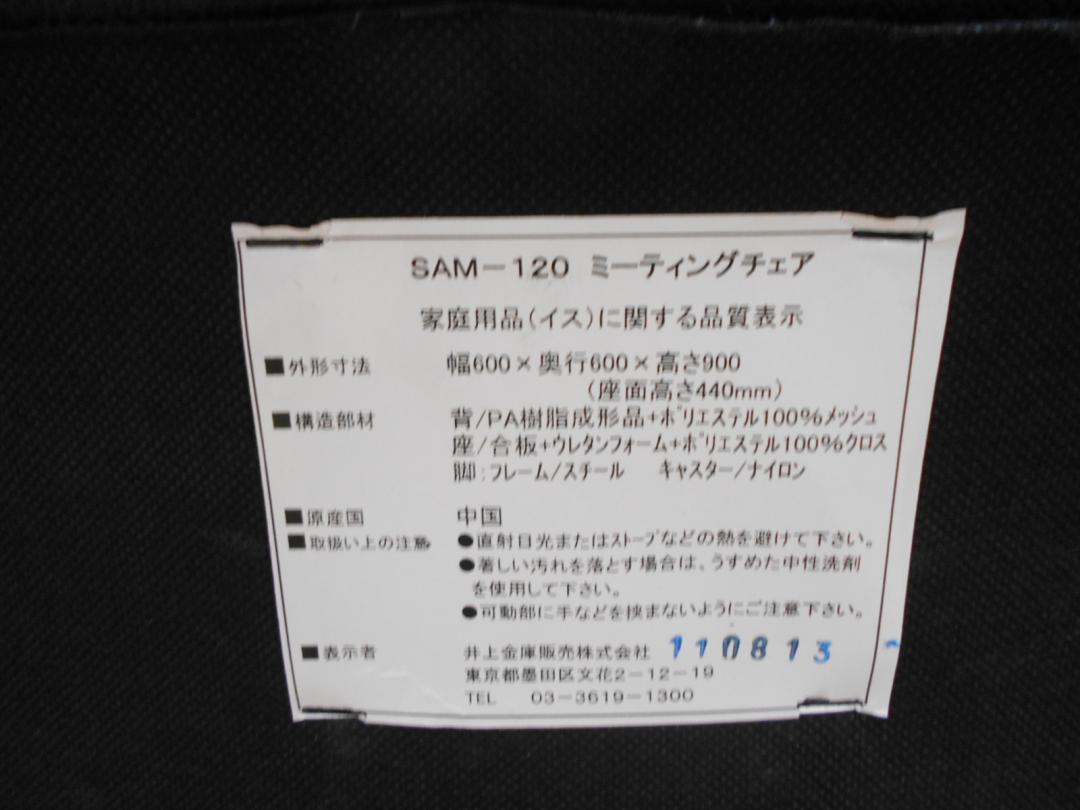 SAM－120 ミーティングチェア
家庭用品(イス)に関する品質表示
■外形寸法 幅600×奥行600×高さ900
(座面高さ440mm)
■構造部材 背/PA樹脂成形品+ポリエステル100%メッシュ
座/合板+ウレタンフォーム+ポリエステル100%クロス
脚:フレーム/スチール キャスター/ナイロン
■原産国 中国
■取扱い上の注意 ●直射日光またはストーブなどの熱を避けて下さい。
●著しい汚れを落とす場合は、うすめた中性洗剤
を使用して下さい。
●可動部に手などを挟まないようにご注意下さい。
■表示者 井上金庫販売株式会社 110813
東京都墨田区文花2－12－19
TEL 03－3619－1300